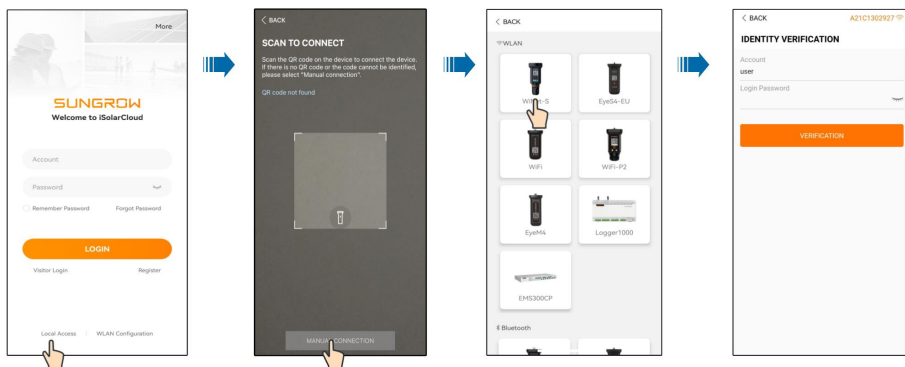 More
SUNGROW
Welcome to iSolarCloud
Account
Password
Remember Password
Forgot Password
LOGIN
Visitor Login
Register
Local Access
WLAN Configuration
BACK
SCAN TO CONNECT
Scan the QR code on the device to connect the device.
If there is no QR code or the code cannot be identified,
please select "Manual connection".
QR code not found
MANUAL CONNECTION
BACK
WLAN
EyeS4-EU
WiFi
WiFi-P2
EyeM4
Logger1000
EMS300CP
Bluetooth
BACK
A21C1302927
IDENTITY VERIFICATION
Account
user
Login Password
VERIFICATION